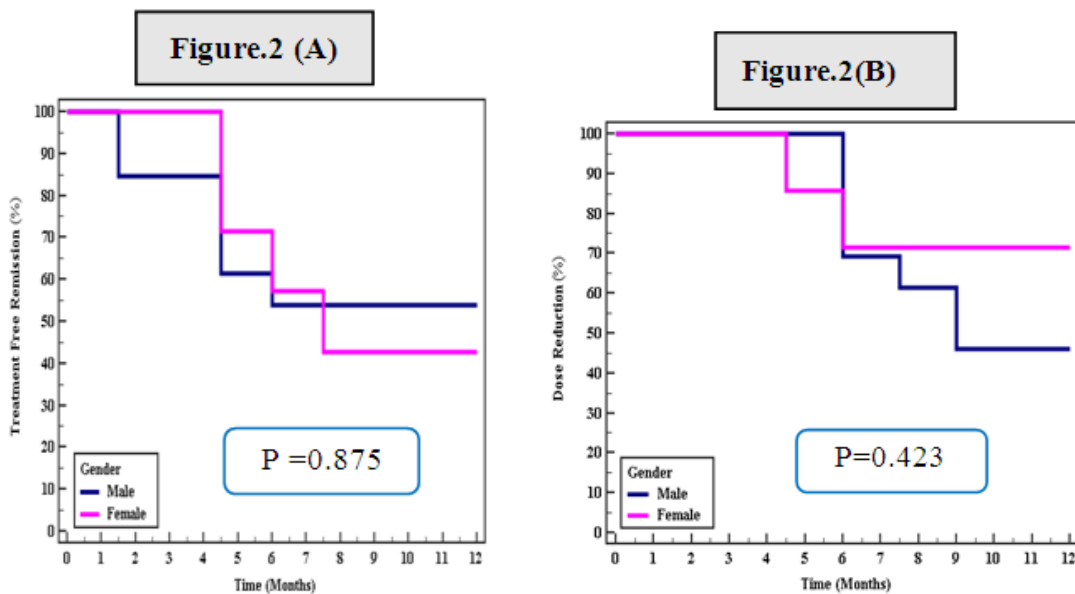 Figure.2 (A)
Treatment Free Remission (%)
100
90
80
70
60
50
40
30
20
10
0
P =0.875
Gender
Male
Female
0 1 2 3 4 5 6 7 8 9 10 11 12
Time (Months)
Figure.2(B)
Dose Reduction (%)
100
90
80
70
60
50
40
30
20
10
0
P=0.423
Gender
Male
Female
0 1 2 3 4 5 6 7 8 9 10 11 12
Time (Months)